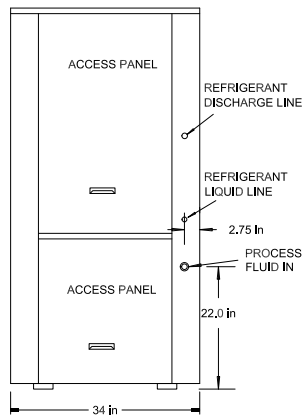 ACCESS PANEL
REFRIGERANT
DISCHARGE LINE
REFRIGERANT
LIQUID LINE
2.75 In
PROCESS
FLUID IN
ACCESS PANEL
22.0 in
34 in